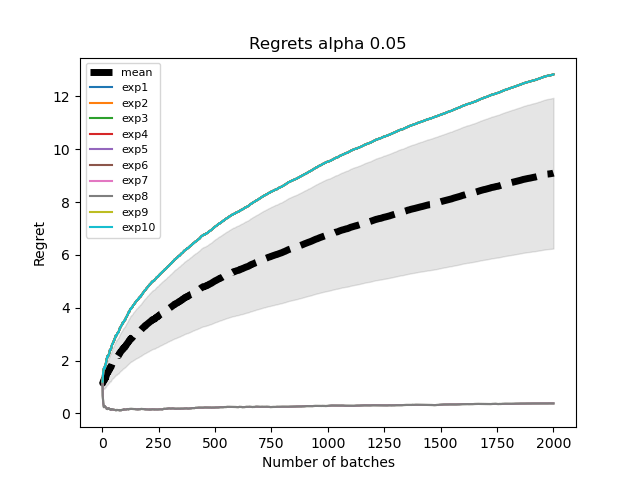 Regrets alpha 0.05
mean
exp1
exp2
exp3
exp4
exp5
exp6
exp7
exp8
exp9
exp10
Regret
12
10
8
6
4
2
0
0 250 500 750 1000 1250 1500 1750 2000
Number of batches